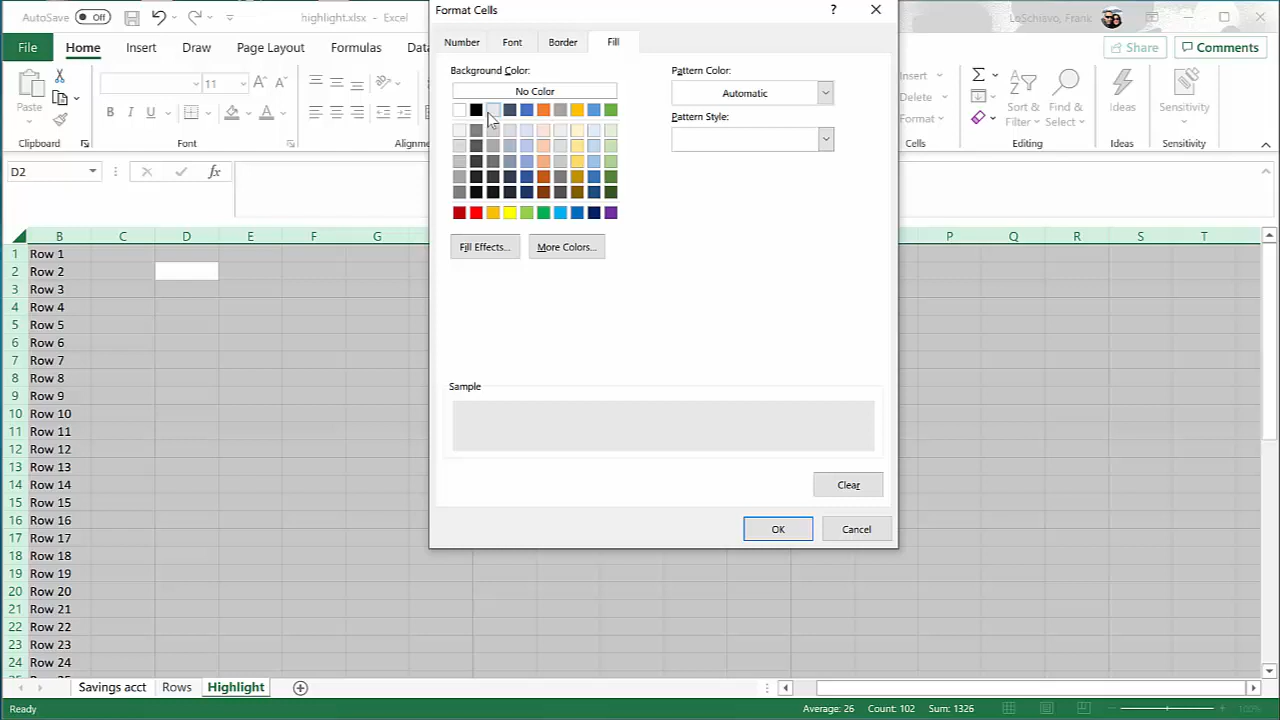 AutoSave Off highlight.xlsx - Excel LoSchiavo, Frank
Format Cells ?
File Home Insert Draw Page Layout Formulas Da Share Comments
Number Font Border Fill
Paste 11 A A
B I U A
Clipboard Font Alignme
Insert
Format
Cells
Sort & Filter
Find & Select
Editing
Ideas
Ideas
Sensitivity
Sensitivity
D2 fx
Background Color:
No Color
Fill Effects... More Colors...
Pattern Color:
Automatic
Pattern Style:
Sample
Clear
OK Cancel
B C D E F G P Q R S T
1 Row 1
2 Row 2
3 Row 3
4 Row 4
5 Row 5
6 Row 6
7 Row 7
8 Row 8
9 Row 9
10 Row 10
11 Row 11
12 Row 12
13 Row 13
14 Row 14
15 Row 15
16 Row 16
17 Row 17
18 Row 18
19 Row 19
20 Row 20
21 Row 21
22 Row 22
23 Row 23
24 Row 24
Savings acct Rows Highlight
Ready Average: 26 Count: 102 Sum: 1326